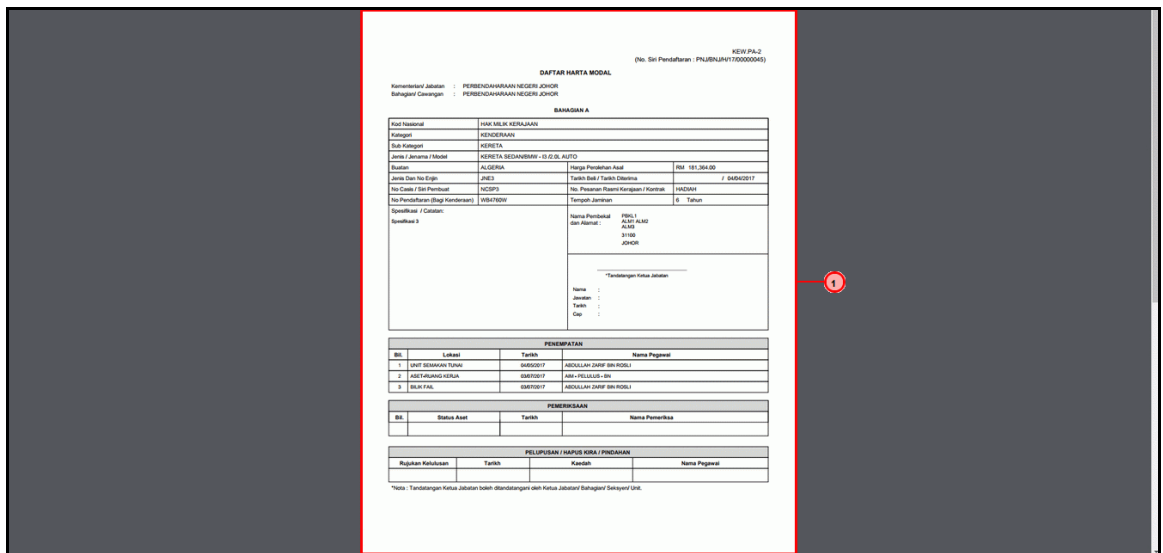 KEW.PA-2
(No. Siri Pendaftaran : PNJ/BNJ/H/17/00000045)
DAFTAR HARTA MODAL
Kementerian/ Jabatan : PERBENDAHARAAN NEGERI JOHOR
Bahagian/ Cawangan : PERBENDAHARAAN NEGERI JOHOR
BAHAGIAN A
Kod Nasional HAK MILIK KERAJAAN
Kategori KENDERAAN
Sub Kategori KERETA
Jenis / Jenama / Model KERETA SEDAN/BMW - I3 /2.0L AUTO
Buatan ALGERIA Harga Perolehan Asal RM 181,364.00
Jenis Dan No Enjin JNE3 Tarikh Beli / Tarikh Diterima / 04/04/2017
No Casis / Siri Pembuat NCSP3 No. Pesanan Rasmi Kerajaan / Kontrak HADIAH
No Pendaftaran (Bagi Kenderaan) WB4760W Tempoh Jaminan 6 Tahun
Spesifikasi / Catatan:
Spesifikasi 3
Nama Pembekal dan Alamat : PBKL1
ALM1 ALM2
ALM3
31100
JOHOR
*Tandatangan Ketua Jabatan
Nama :
Jawatan :
Tarikh :
Cap :
1
PENEMPATAN
Bil. Lokasi Tarikh Nama Pegawai
1 UNIT SEMAKAN TUNAI 04/05/2017 ABDULLAH ZARIF BIN ROSLI
2 ASET-RUANG KERJA 03/07/2017 AIM - PELULUS - BN
3 BILIK FAIL 03/07/2017 ABDULLAH ZARIF BIN ROSLI
PEMERIKSAAN
Bil. Status Aset Tarikh Nama Pemeriksa
PELUPUSAN / HAPUS KIRA / PINDAHAN
Rujukan Kelulusan Tarikh Kaedah Nama Pegawai
*Nota : Tandatangan Ketua Jabatan boleh ditandatangani oleh Ketua Jabatan/ Bahagian/ Seksyen/ Unit.